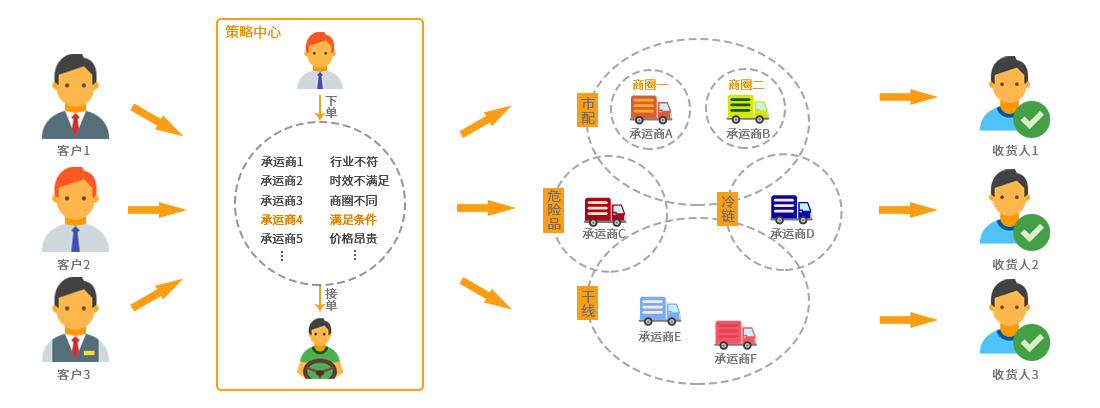 客户1
客户2
客户3
策略中心
下单
承运商1 行业不符
承运商2 时效不满足
承运商3 商圈不同
承运商4 满足条件
承运商5 价格昂贵
⋮ ⋮
接单
市配
商圈一
承运商A
商圈二
承运商B
危险品
承运商C
冷链
承运商D
干线
承运商E
承运商F
收货人1
收货人2
收货人3